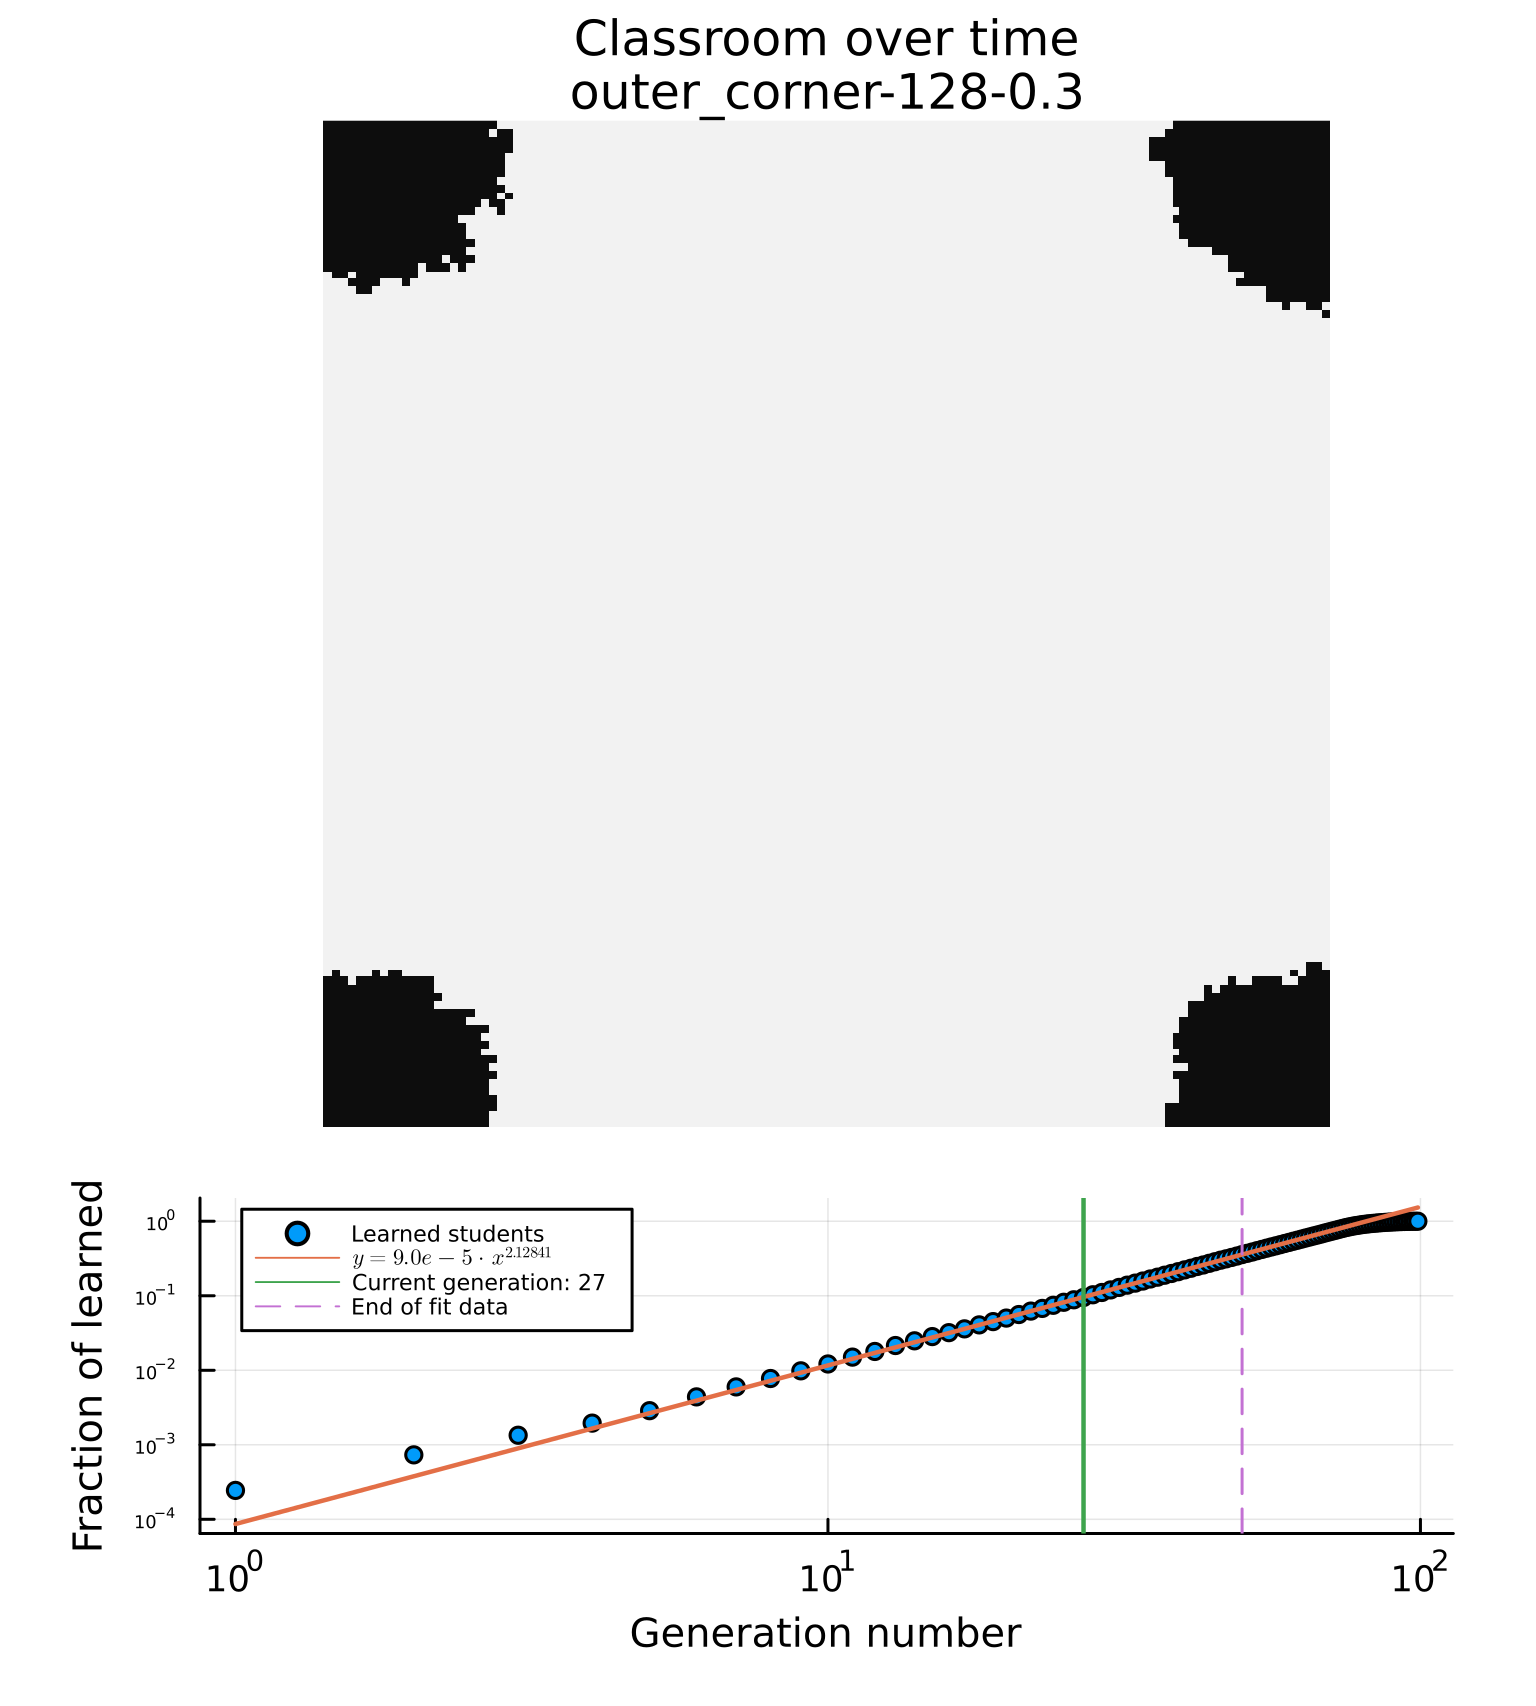 Classroom over time
outer_corner-128-0.3
Fraction of learned
10^0
10^-1
10^-2
10^-3
10^-4
Learned students
y = 9.0e − 5 · x^2.12841
Current generation: 27
End of fit data
10^0 10^1 10^2
Generation number